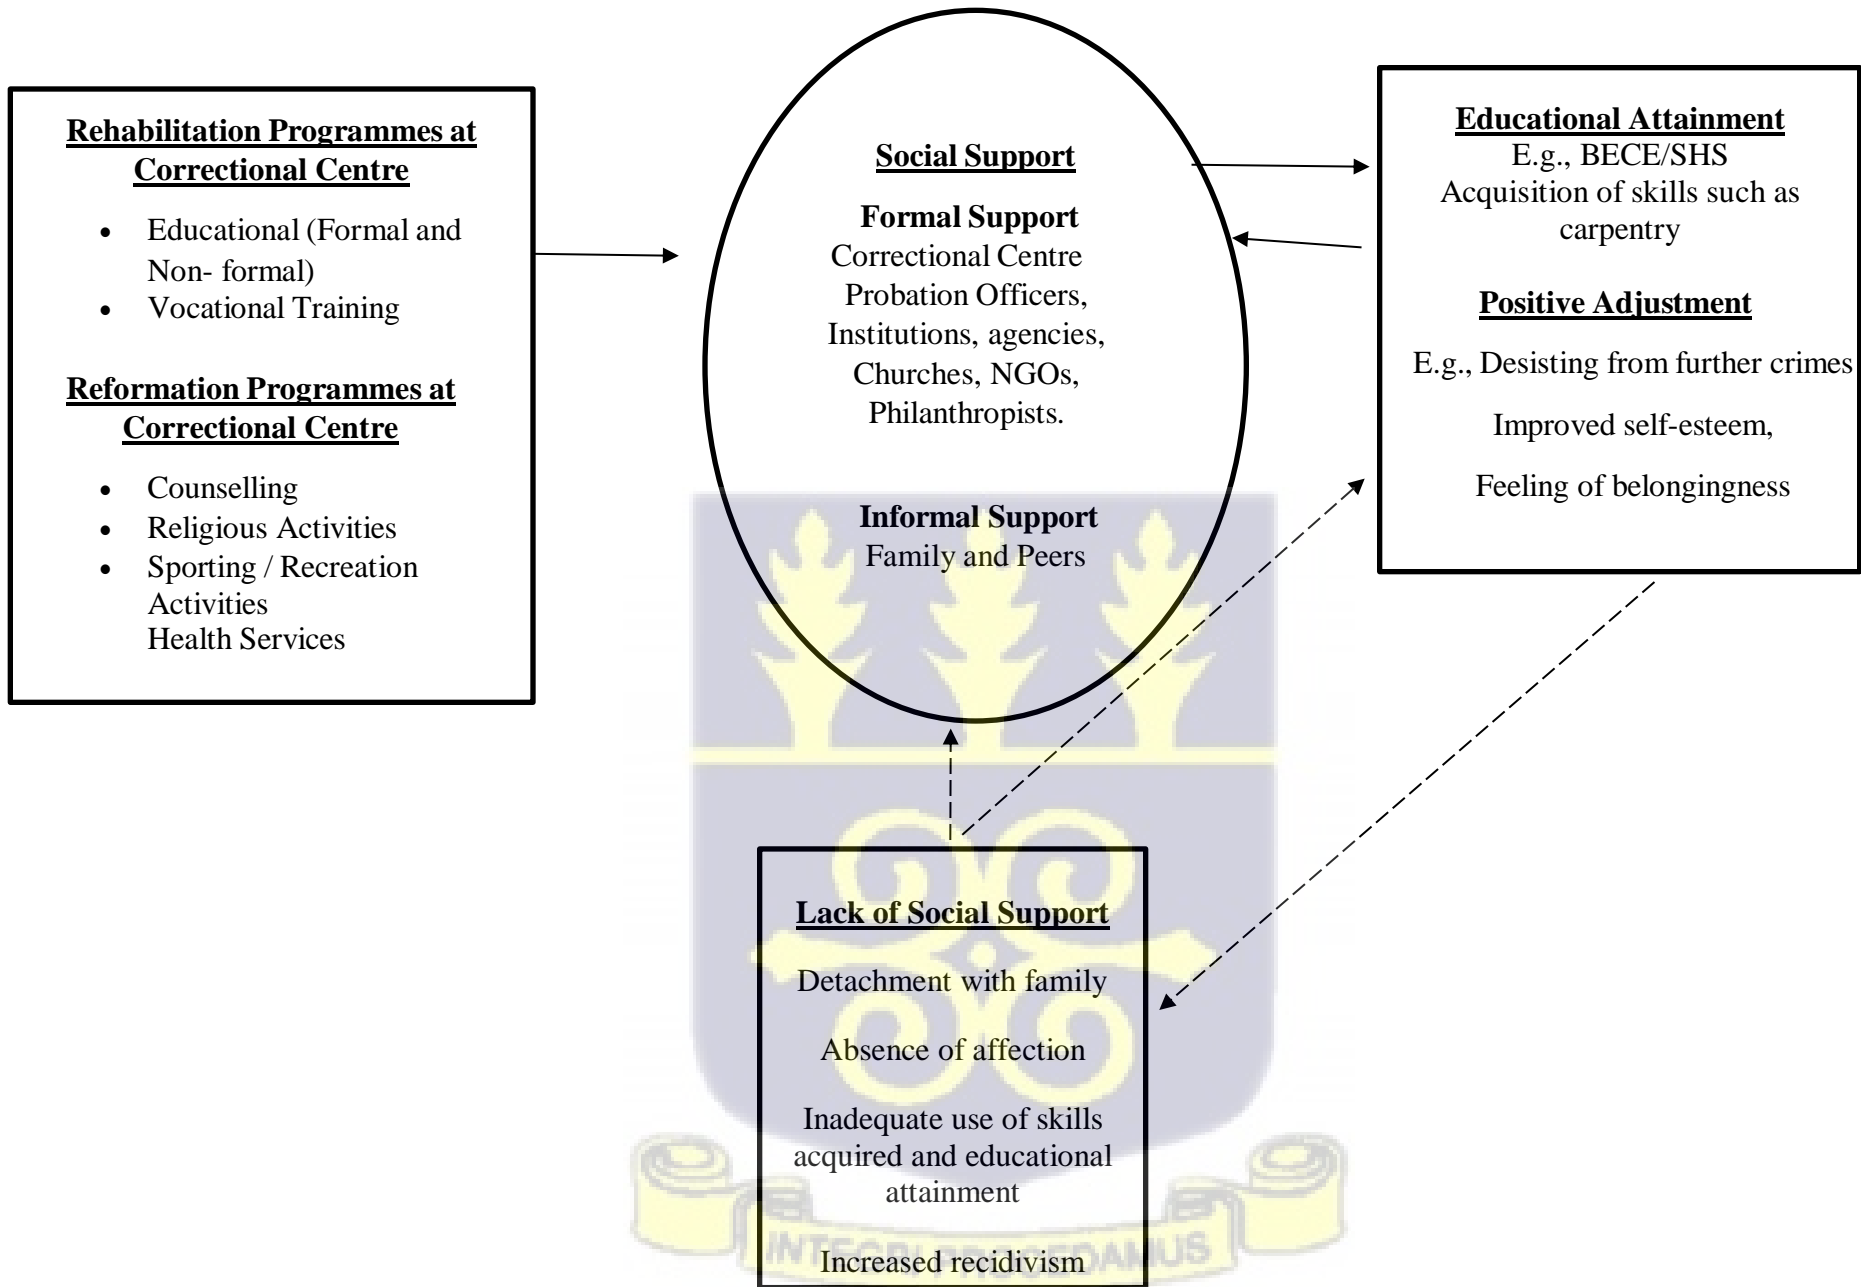 Rehabilitation Programmes at
Correctional Centre
• Educational (Formal and
Non- formal)
• Vocational Training
Reformation Programmes at
Correctional Centre
• Counselling
• Religious Activities
• Sporting / Recreation
Activities
Health Services
Social Support
Formal Support
Correctional Centre
Probation Officers,
Institutions, agencies,
Churches, NGOs,
Philanthropists.
Informal Support
Family and Peers
Educational Attainment
E.g., BECE/SHS
Acquisition of skills such as
carpentry
Positive Adjustment
E.g., Desisting from further crimes
Improved self-esteem,
Feeling of belongingness
Lack of Social Support
Detachment with family
Absence of affection
Inadequate use of skills
acquired and educational
attainment
Increased recidivism
INTEGRI PROCEDAMUS